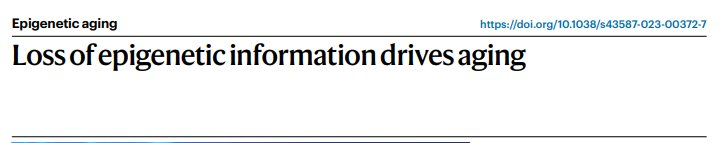 Epigenetic aging
https://doi.org/10.1038/s43587-023-00372-7
Loss of epigenetic information drives aging